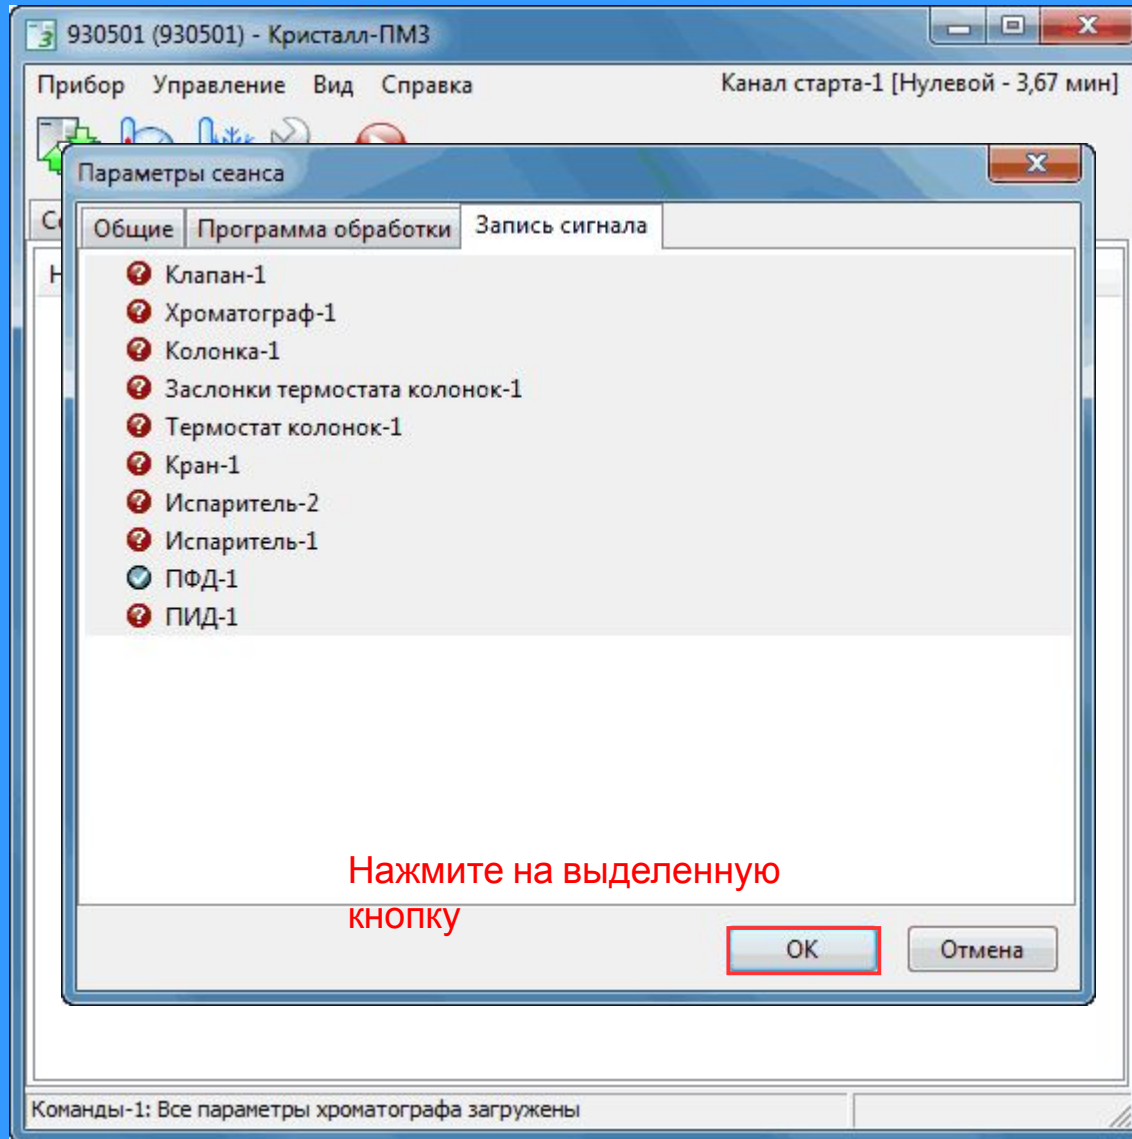 930501 (930501) - Кристалл-ПМЗ
Прибор Управление Вид Справка Канал старта-1 [Нулевой - 3,67 мин]
Параметры сеанса
Общие Программа обработки Запись сигнала
Клапан-1
Хроматограф-1
Колонка-1
Заслонки термостата колонок-1
Термостат колонок-1
Кран-1
Испаритель-2
Испаритель-1
ПФД-1
ПИД-1
Нажмите на выделенную
кнопку
OK Отмена
Команды-1: Все параметры хроматографа загружены